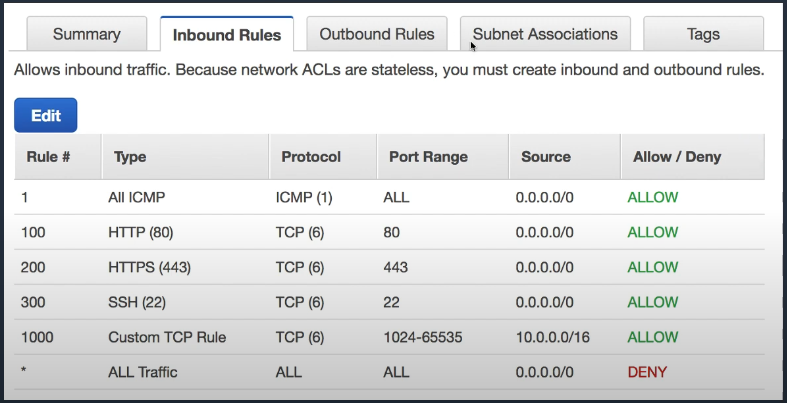 Summary Inbound Rules Outbound Rules Subnet Associations Tags
Allows inbound traffic. Because network ACLs are stateless, you must create inbound and outbound rules.
Edit
Rule # Type Protocol Port Range Source Allow / Deny
1 All ICMP ICMP (1) ALL 0.0.0.0/0 ALLOW
100 HTTP (80) TCP (6) 80 0.0.0.0/0 ALLOW
200 HTTPS (443) TCP (6) 443 0.0.0.0/0 ALLOW
300 SSH (22) TCP (6) 22 0.0.0.0/0 ALLOW
1000 Custom TCP Rule TCP (6) 1024-65535 10.0.0.0/16 ALLOW
* ALL Traffic ALL ALL 0.0.0.0/0 DENY